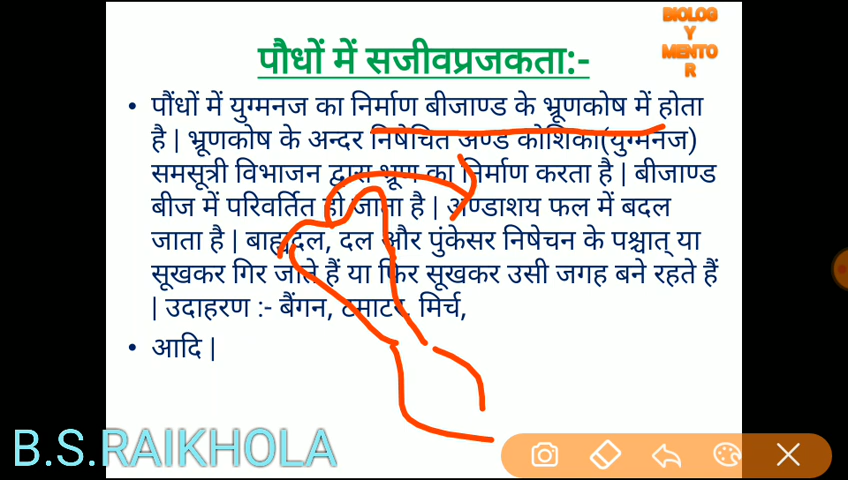 BIOLOG
Y
MENTO
R
पौधों में सजीवप्रजकता:-
• पौंधों में युग्मनज का निर्माण बीजाण्ड के भ्रूणकोष में होता
है | भ्रूणकोष के अन्दर निषेचित अण्ड कोशिका(युग्मनज)
समसूत्री विभाजन द्वारा भ्रूण का निर्माण करता है | बीजाण्ड
बीज में परिवर्तित हो जाता है | अण्डाशय फल में बदल
जाता है | बाह्यदल, दल और पुंकेसर निषेचन के पश्चात् या
सूखकर गिर जाते हैं या फिर सूखकर उसी जगह बने रहते हैं
| उदाहरण :- बैंगन, टमाटर, मिर्च,
• आदि |
B.S.RAIKHOLA